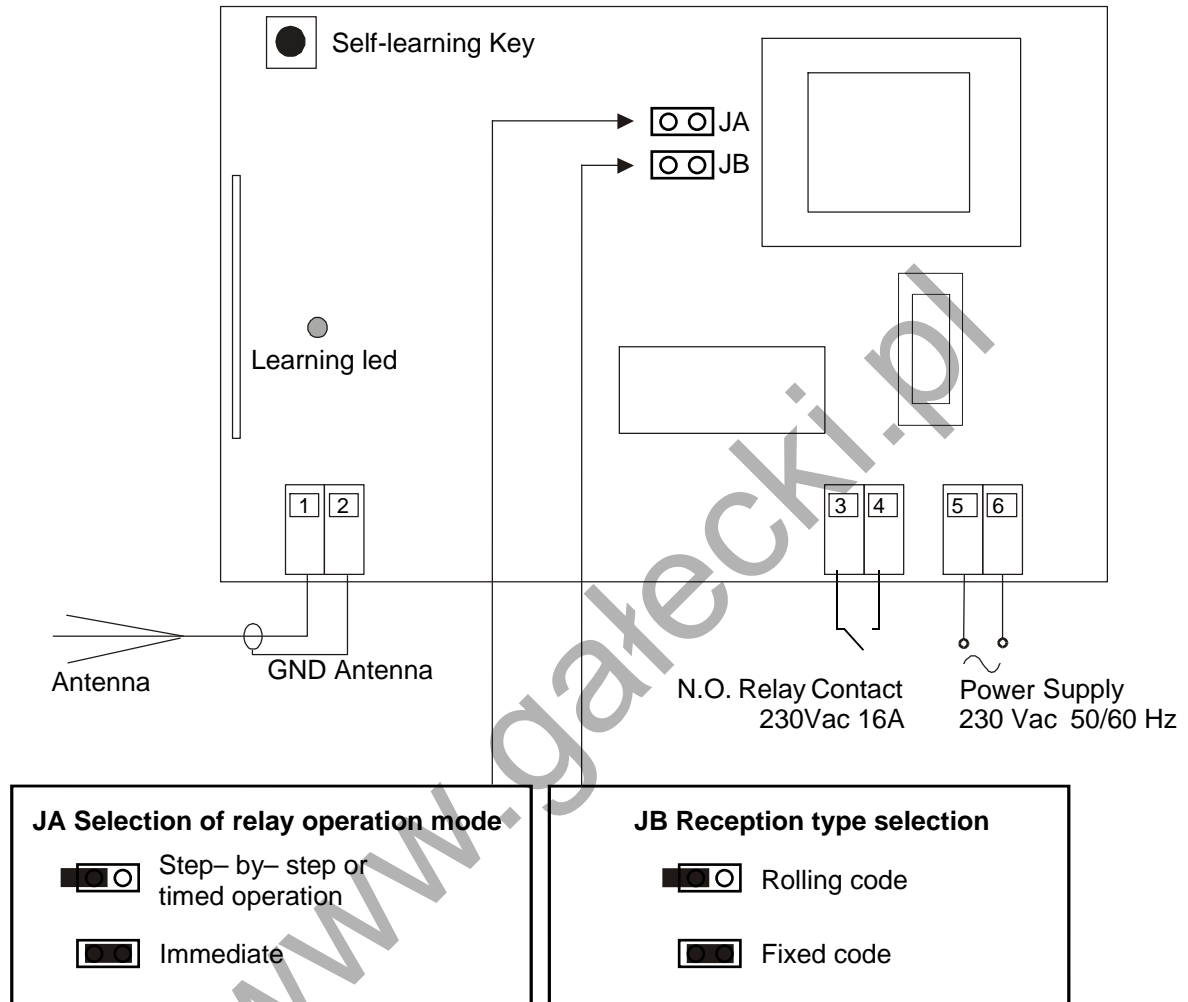 Self-learning Key
JA
JB
Learning led
1 2
3 4
5 6
Antenna
GND Antenna
N.O. Relay Contact
230Vac 16A
Power Supply
230 Vac 50/60 Hz
JA Selection of relay operation mode
Step– by– step or
timed operation
Immediate
JB Reception type selection
Rolling code
Fixed code
www.gałecki.pl